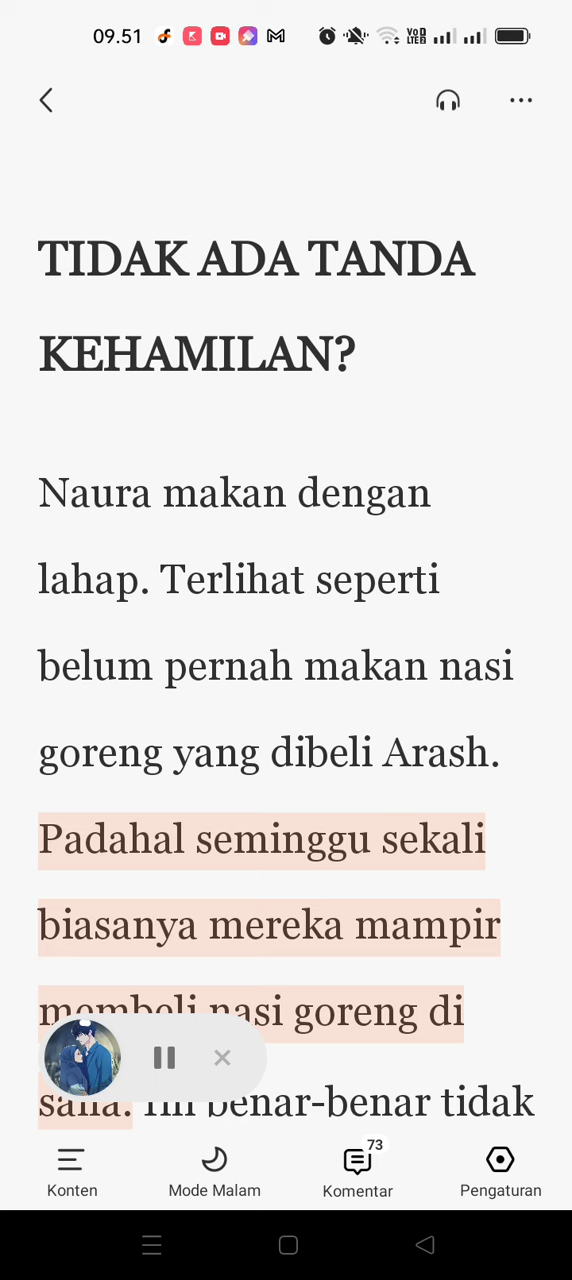 09.51
VoD
LTE2
TIDAK ADA TANDA
KEHAMILAN?
Naura makan dengan
lahap. Terlihat seperti
belum pernah makan nasi
goreng yang dibeli Arash.
Padahal seminggu sekali
biasanya mereka mampir
membeli nasi goreng di
sana. Ini benar-benar tidak
73
Konten
Mode Malam
Komentar
Pengaturan